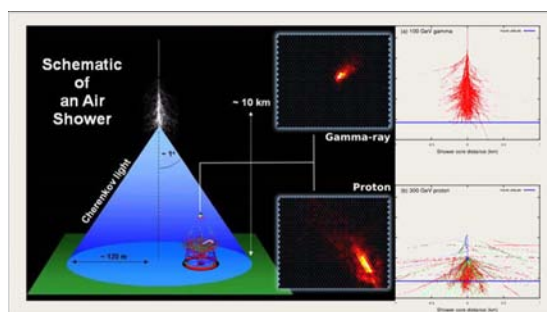 Schematic
of
an Air
Shower
~ 10 km
~ 1°
Cherenkov light
~ 120 m
Gamma-ray
Proton
(a) 100 GeV gamma
Shower core distance (km)
(b) 300 GeV proton
Shower core distance (km)